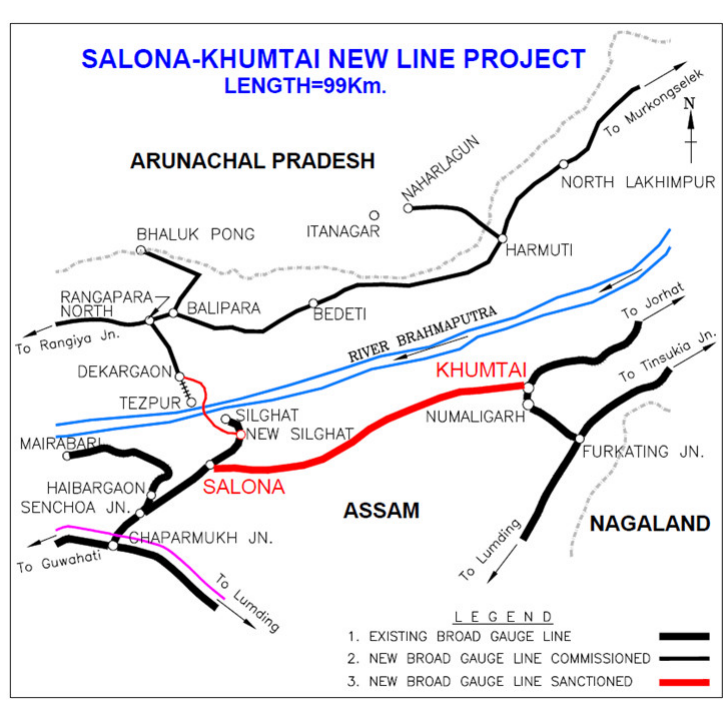 SALONA-KHUMTAI NEW LINE PROJECT
LENGTH=99Km.
To Murkongselek
N
ARUNACHAL PRADESH
NAHARLAGUN
NORTH LAKHIMPUR
ITANAGAR
BHALUK PONG
HARMUTI
RANGAPARA
NORTH
BALIPARA
BEDETI
To Jorhat
To Rangiya Jn.
RIVER BRAHMAPUTRA
To Tinsukia Jn.
DEKARGAON
KHUMTAI
TEZPUR
SILGHAT
NUMALIGARH
NEW SILGHAT
MAIRABARI
FURKATING JN.
SALONA
HAIBARGAON
SENCHOA JN.
ASSAM
NAGALAND
CHAPARMUKH JN.
To Guwahati
To Lumding
To Lumding
LEGEND
1. EXISTING BROAD GAUGE LINE
2. NEW BROAD GAUGE LINE COMMISSIONED
3. NEW BROAD GAUGE LINE SANCTIONED